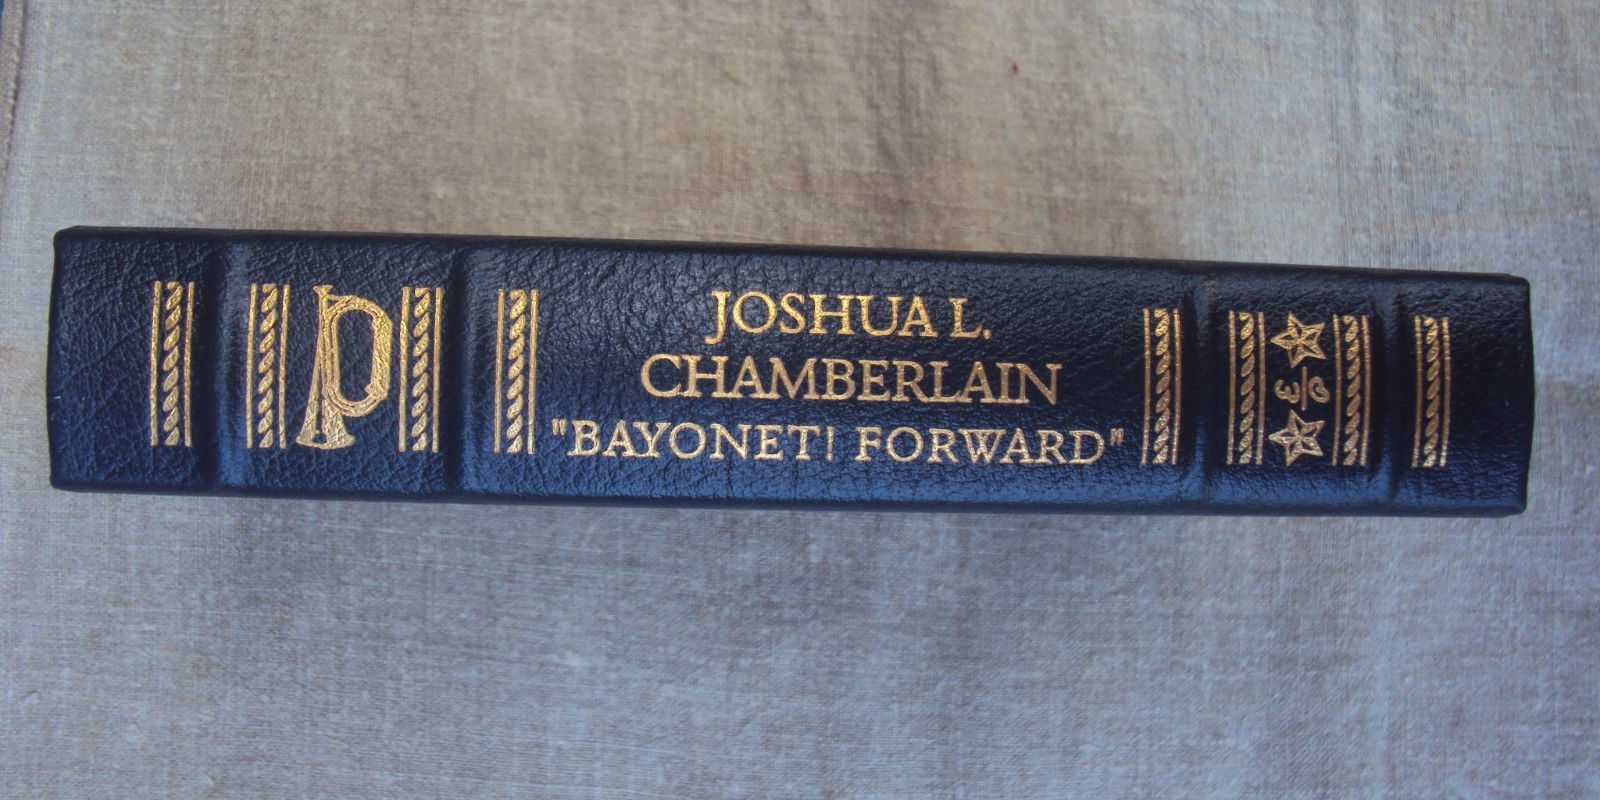 JOSHUA L.
CHAMBERLAIN
"BAYONET! FORWARD"